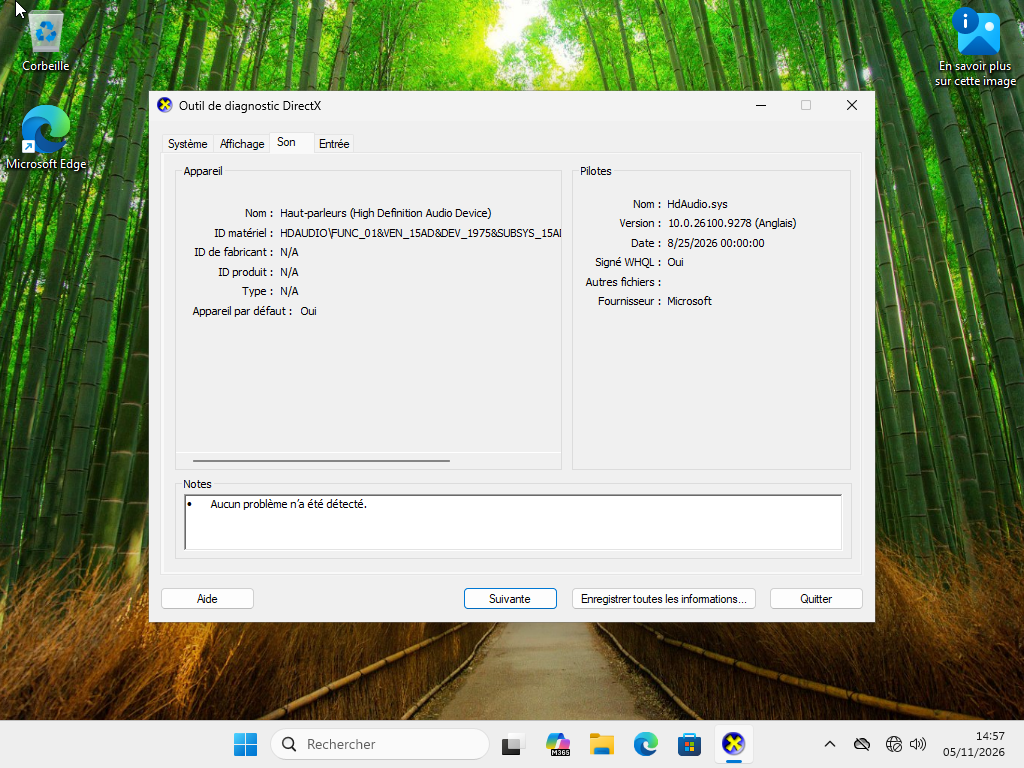 Corbeille
En savoir plus
sur cette image
Microsoft Edge
Outil de diagnostic DirectX
Système
Affichage
Son
Entrée
Appareil
Nom : Haut-parleurs (High Definition Audio Device)
ID matériel : HDAUDIO\FUNC_01&VEN_15AD&DEV_1975&SUBSYS_15AD
ID de fabricant : N/A
ID produit : N/A
Type : N/A
Appareil par défaut : Oui
Pilotes
Nom : HdAudio.sys
Version : 10.0.26100.9278 (Anglais)
Date : 8/25/2026 00:00:00
Signé WHQL : Oui
Autres fichiers :
Fournisseur : Microsoft
Notes
• Aucun problème n'a été détecté.
Aide
Suivante
Enregistrer toutes les informations...
Quitter
Rechercher
M365
14:57
05/11/2026